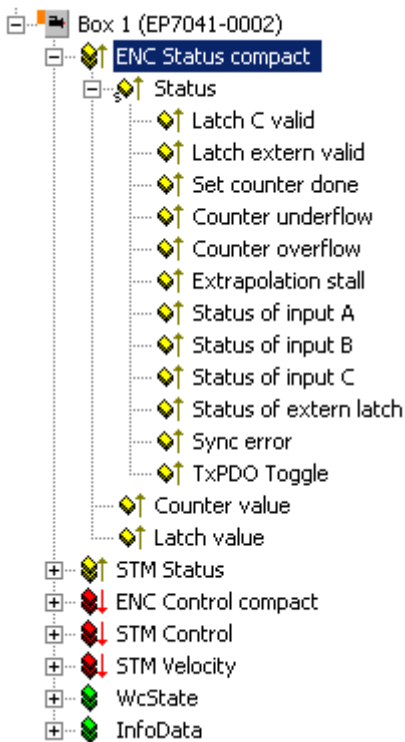 Box 1 (EP7041-0002)
ENC Status compact
Status
Latch C valid
Latch extern valid
Set counter done
Counter underflow
Counter overflow
Extrapolation stall
Status of input A
Status of input B
Status of input C
Status of extern latch
Sync error
TxPDO Toggle
Counter value
Latch value
STM Status
ENC Control compact
STM Control
STM Velocity
WcState
InfoData